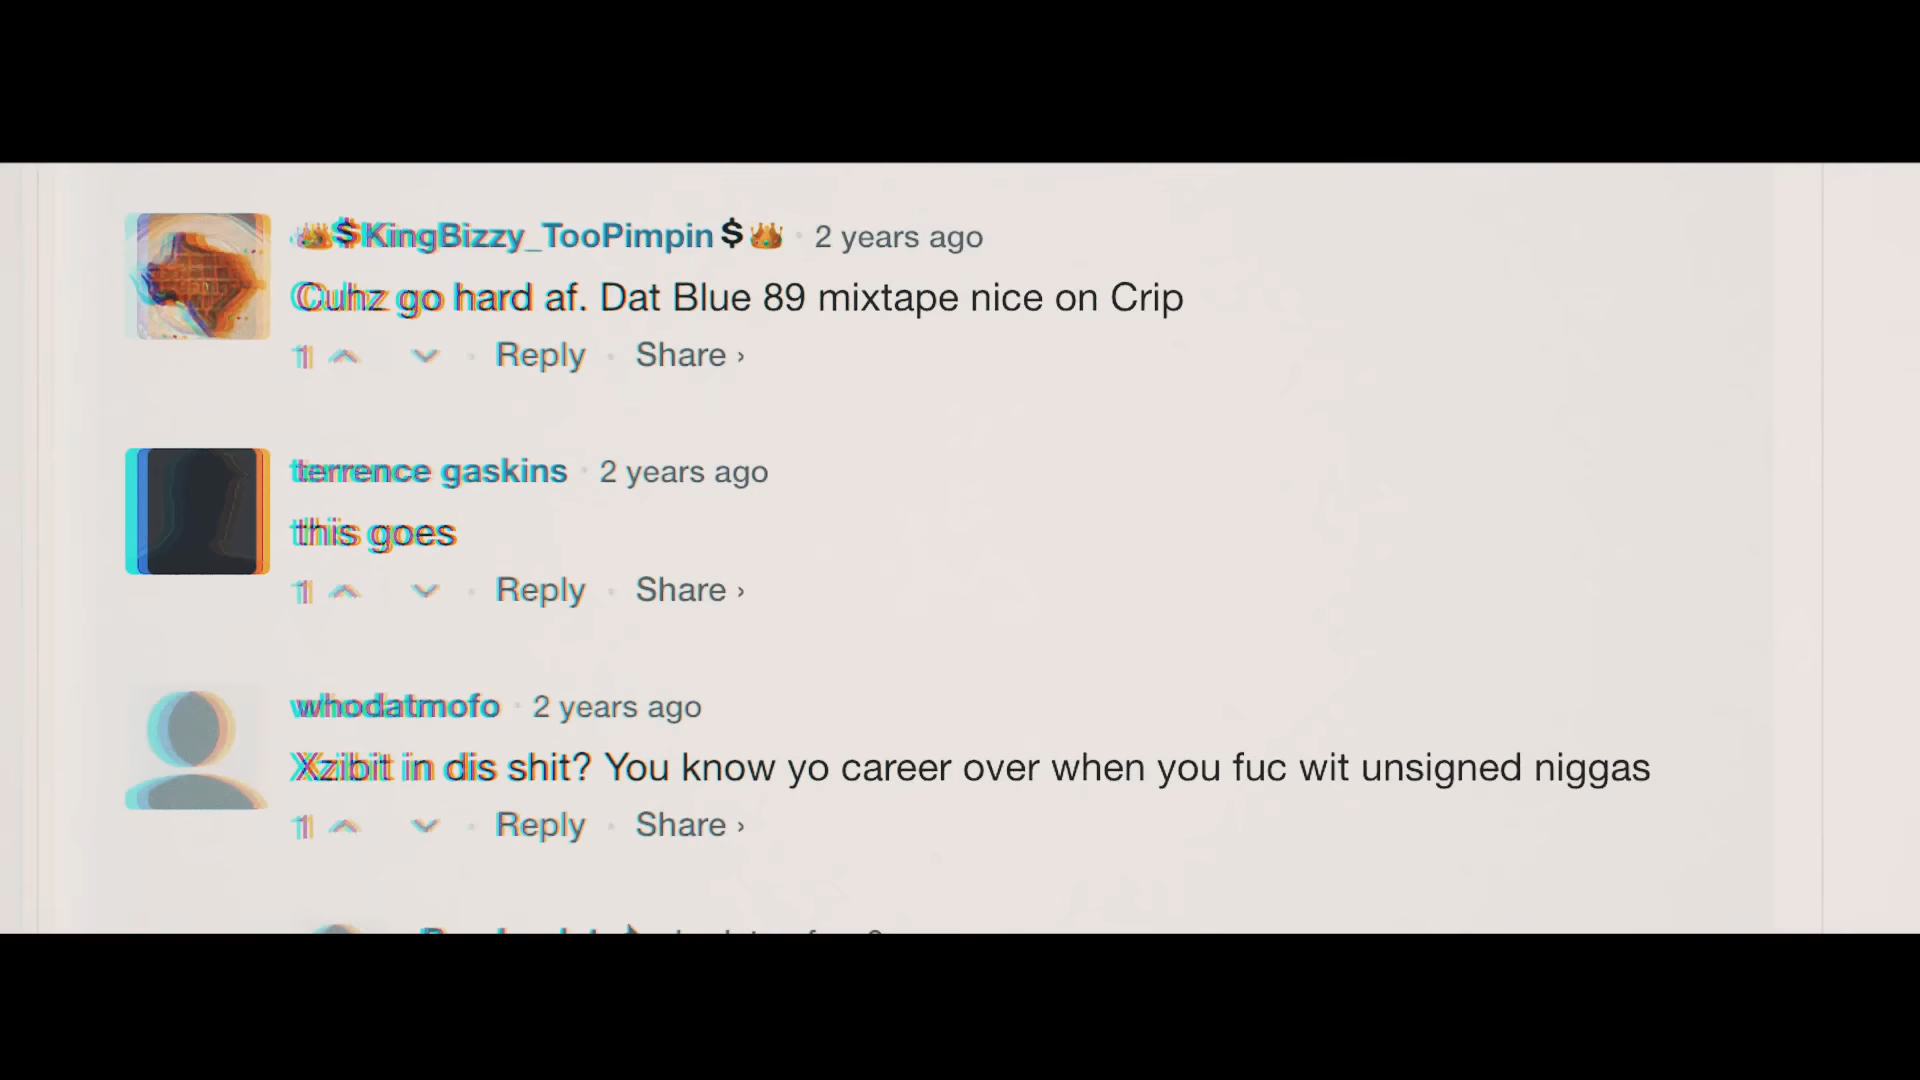 👑$KingBizzy_TooPimpin$👑 · 2 years ago
Cuhz go hard af. Dat Blue 89 mixtape nice on Crip
1 · Reply · Share ›
terrence gaskins · 2 years ago
this goes
1 · Reply · Share ›
whodatmofo · 2 years ago
Xzibit in dis shit? You know yo career over when you fuc wit unsigned niggas
1 · Reply · Share ›